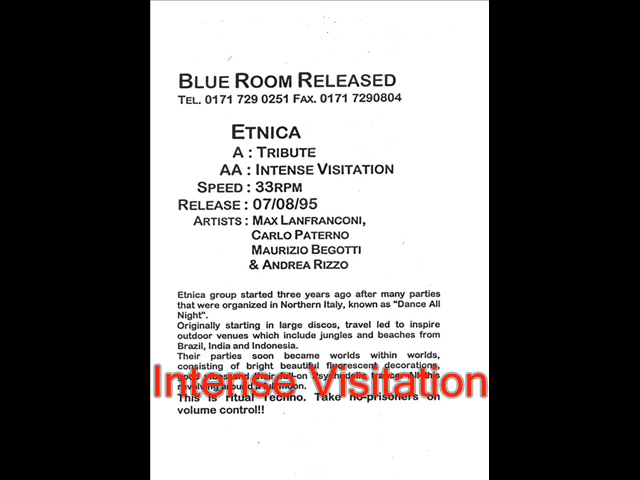 BLUE ROOM RELEASED
TEL. 0171 729 0251 FAX. 0171 7290804
ETNICA
A : TRIBUTE
AA : INTENSE VISITATION
SPEED : 33RPM
RELEASE : 07/08/95
ARTISTS : MAX LANFRANCONI,
CARLO PATERNO
MAURIZIO BEGOTTI
& ANDREA RIZZO
Etnica group started three years ago after many parties
that were organized in Northern Italy, known as "Dance All
Night".
Originally starting in large discos, travel led to inspire
outdoor venues which include jungles and beaches from
Brazil, India and Indonesia.
Their parties soon became worlds within worlds,
consisting of bright beautiful fluorescent decorations,
Intense Visitation
This is ritual Techno. Take no-prisoners on
volume control!!